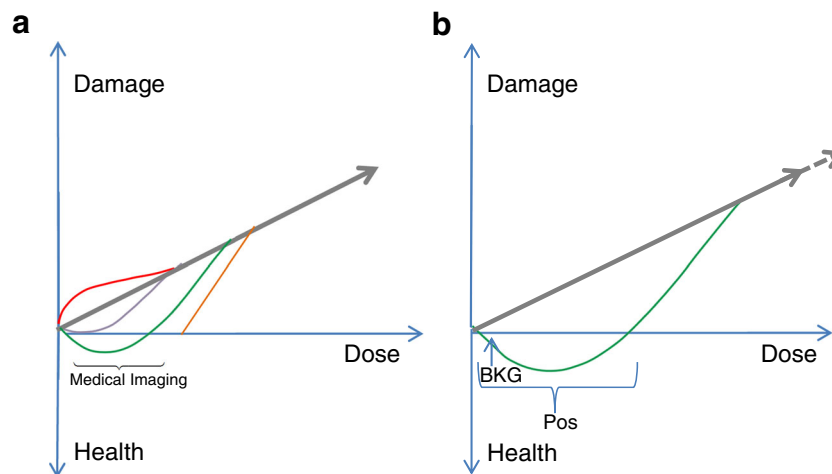 a
Damage
Dose
Medical Imaging
Health
b
Damage
Dose
BKG
Pos
Health